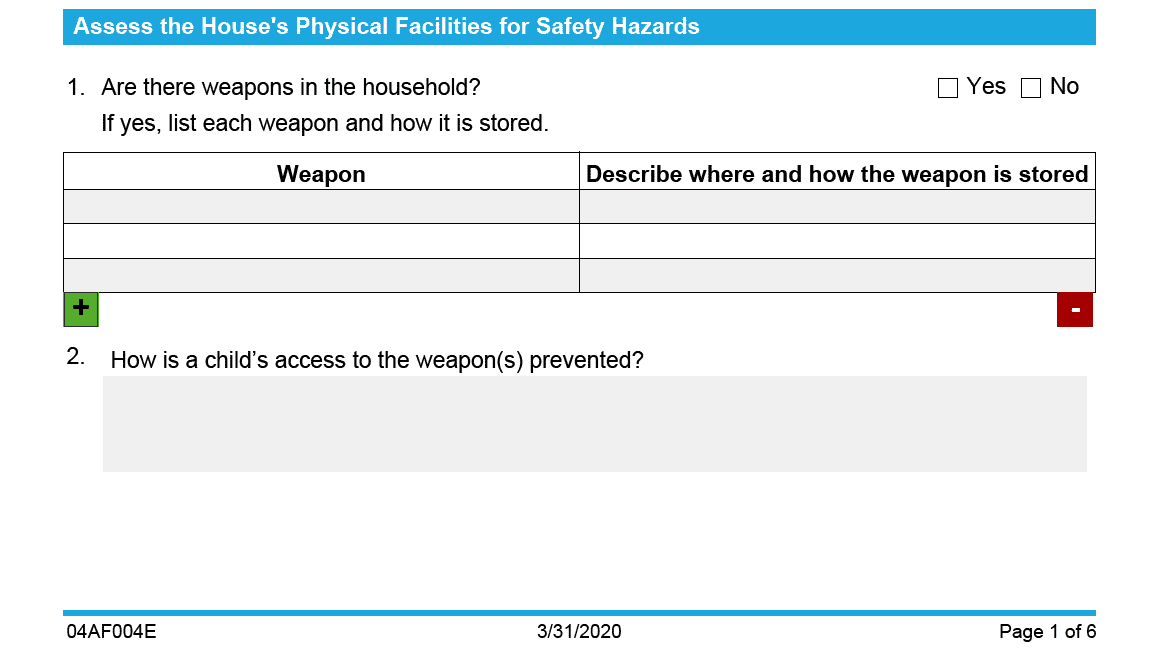 Assess the House's Physical Facilities for Safety Hazards
1. Are there weapons in the household? Yes No
If yes, list each weapon and how it is stored.
Weapon Describe where and how the weapon is stored
+ -
2. How is a child’s access to the weapon(s) prevented?
04AF004E 3/31/2020 Page 1 of 6